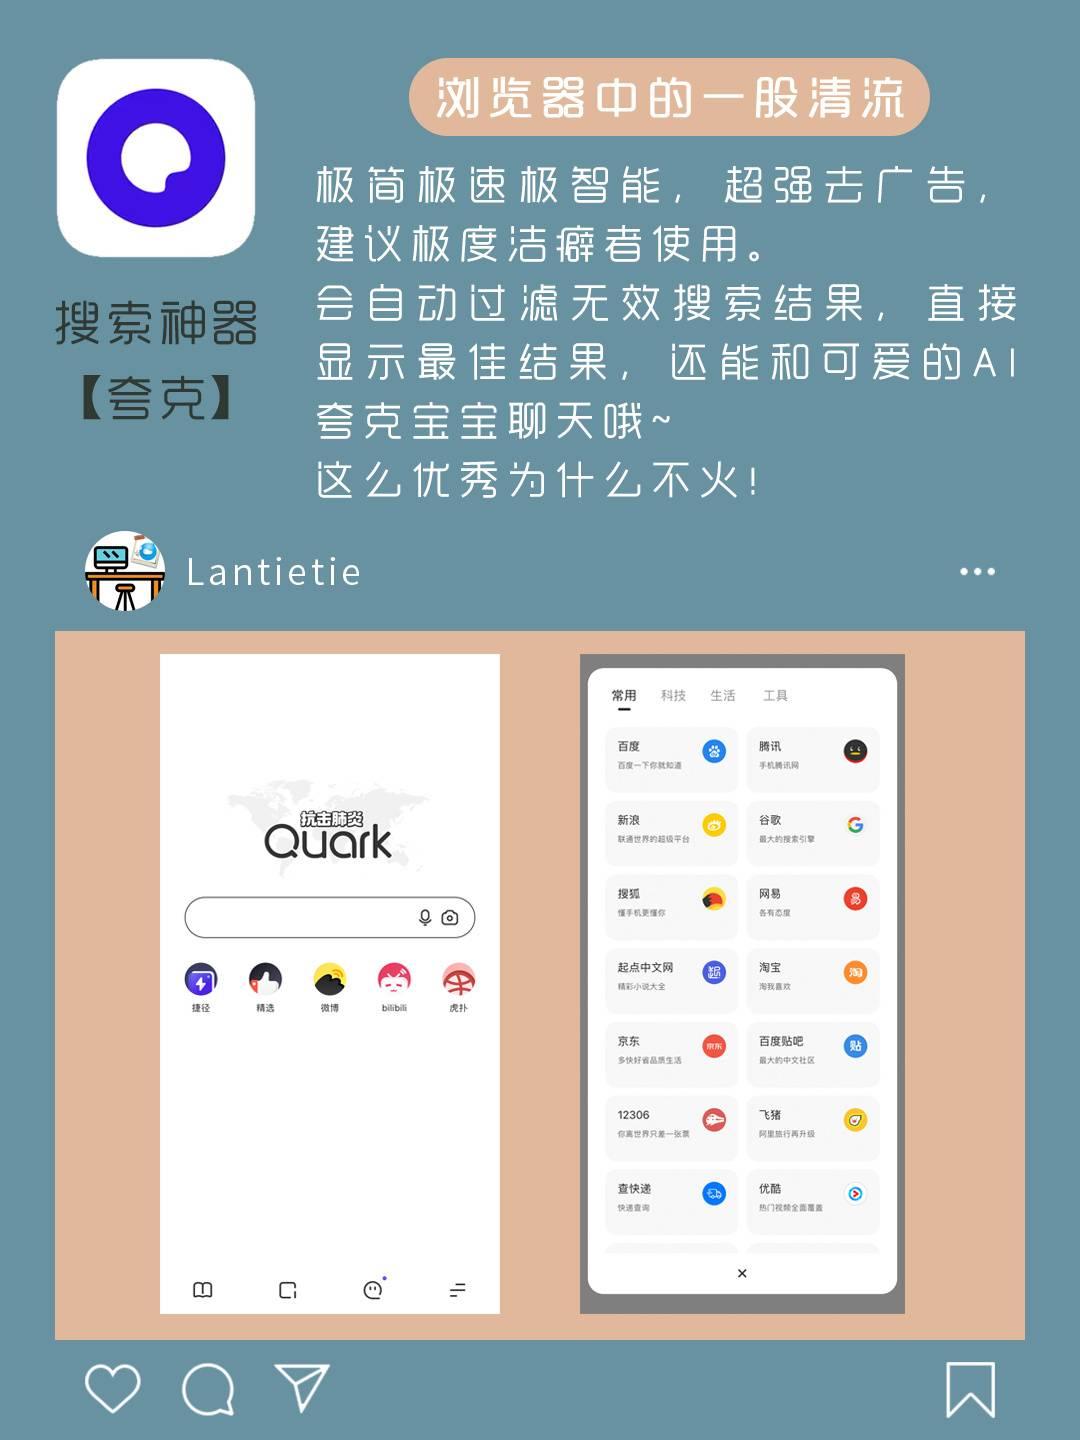 浏览器中的一股清流
极简极速极智能，超强去广告，
建议极度洁癖者使用。
会自动过滤无效搜索结果，直接
显示最佳结果，还能和可爱的AI
夸克宝宝聊天哦~
这么优秀为什么不火!
搜索神器
【夸克】
Lantietie
抗击肺炎
Quark
捷径 精选 微博 bilibili 虎扑
常用 科技 生活 工具
百度
百度一下你就知道
腾讯
手机腾讯网
新浪
联通世界的超级平台
谷歌
最大的搜索引擎
搜狐
懂手机更懂你
网易
各有态度
起点中文网
精彩小说大全
起点
淘宝
淘我喜欢
淘
京东
多快好省品质生活
京东
百度贴吧
最大的中文社区
贴
12306
你离世界只差一张票
飞猪
阿里旅行再升级
查快递
快递查询
优酷
热门视频全面覆盖